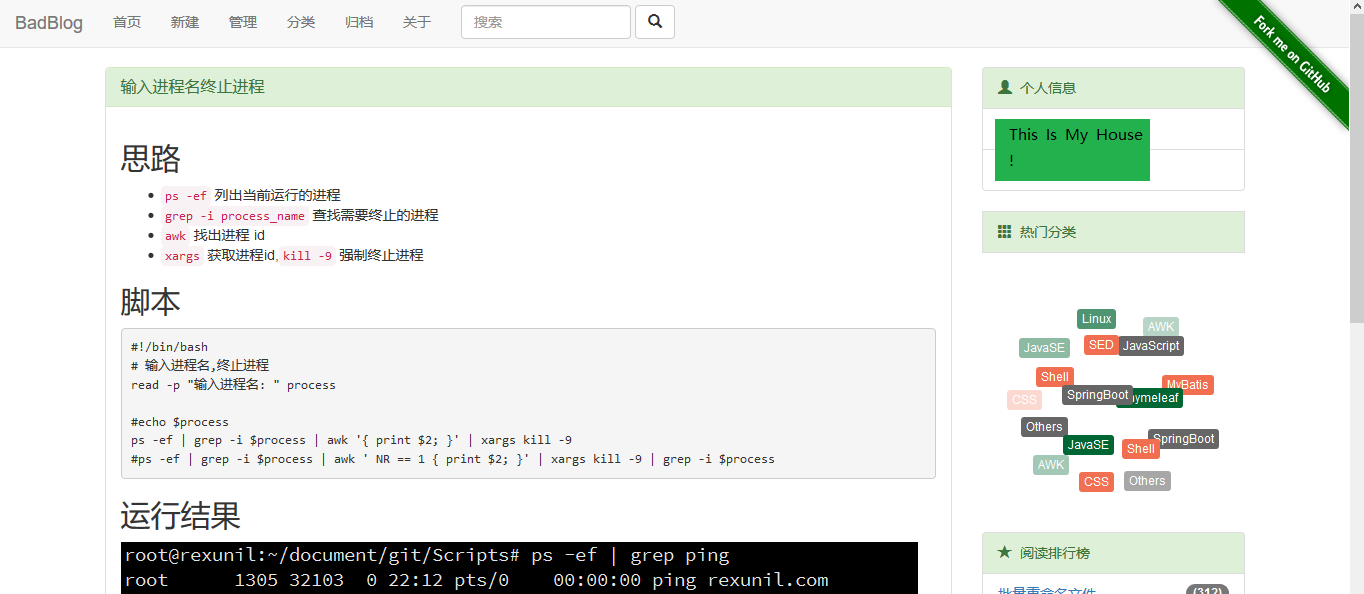 BadBlog 首页 新建 管理 分类 归档 关于 搜索
Fork me on GitHub
输入进程名终止进程
思路
ps -ef 列出当前运行的进程
grep -i process_name 查找需要终止的进程
awk 找出进程 id
xargs 获取进程id, kill -9 强制终止进程
脚本
#!/bin/bash
# 输入进程名,终止进程
read -p "输入进程名: " process
#echo $process
ps -ef | grep -i $process | awk '{ print $2; }' | xargs kill -9
#ps -ef | grep -i $process | awk ' NR == 1 { print $2; }' | xargs kill -9 | grep -i $process
运行结果
root@rexunil:~/document/git/Scripts# ps -ef | grep ping
root 1305 32103 0 22:12 pts/0 00:00:00 ping rexunil.com
个人信息
This Is My House
!
热门分类
Linux
AWK
JavaSE
SED
JavaScript
Shell
MyBatis
CSS
SpringBoot
ymeleaf
Others
JavaSE
SpringBoot
Shell
AWK
CSS
Others
阅读排行榜
批量重命名文件 (312)